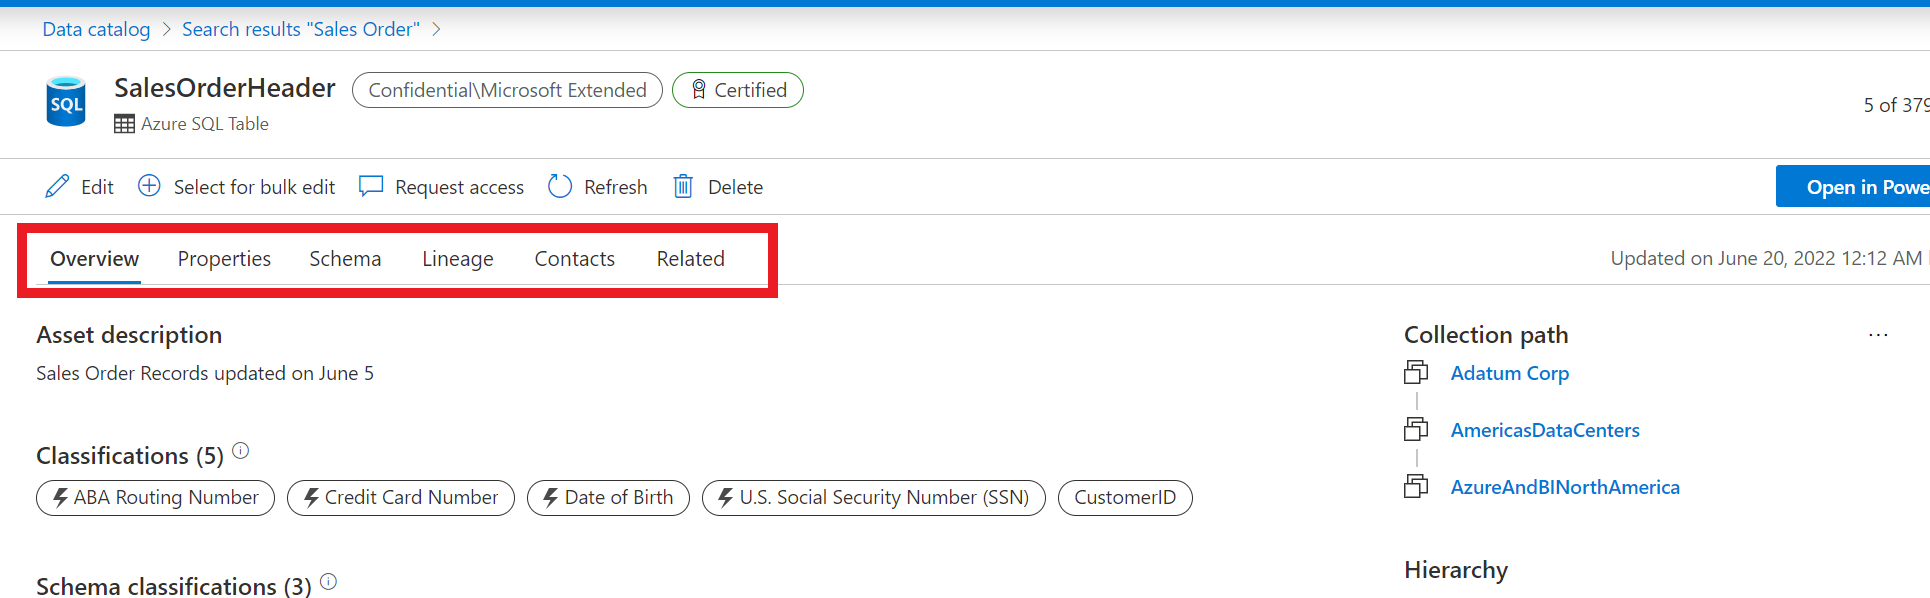 Data catalog > Search results "Sales Order" >
SQL
SalesOrderHeader
Confidential\Microsoft Extended
Certified
Azure SQL Table
5 of 379
Edit
Select for bulk edit
Request access
Refresh
Delete
Open in Powe
Overview
Properties
Schema
Lineage
Contacts
Related
Updated on June 20, 2022 12:12 AM
Asset description
Sales Order Records updated on June 5
Classifications (5)
ABA Routing Number
Credit Card Number
Date of Birth
U.S. Social Security Number (SSN)
CustomerID
Schema classifications (3)
Collection path
...
Adatum Corp
AmericasDataCenters
AzureAndBINorthAmerica
Hierarchy